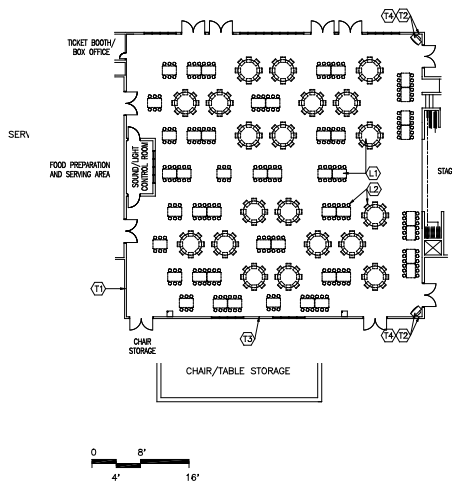 T4 T2
TICKET BOOTH/
BOX OFFICE
SERV
SOUND/LIGHT
CONTROL ROOM
FOOD PREPARATION
AND SERVING AREA
L1
STAG
L2
T1
T3
T4 T2
CHAIR
STORAGE
CHAIR/TABLE STORAGE
0 8'
4' 16'